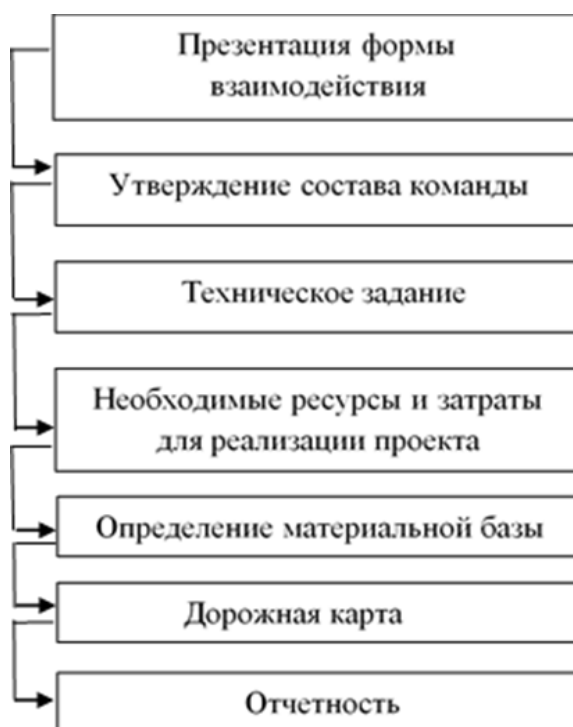 Презентация формы
взаимодействия
Утверждение состава команды
Техническое задание
Необходимые ресурсы и затраты
для реализации проекта
Определение материальной базы
Дорожная карта
Отчетность